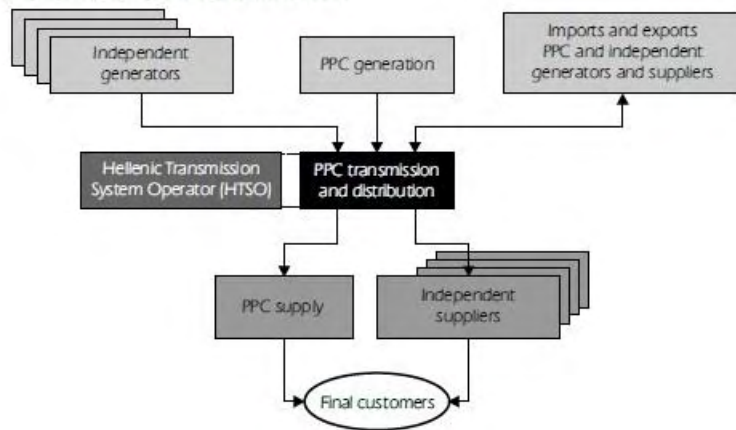 Independent
generators
PPC generation
Imports and exports
PPC and independent
generators and suppliers
Hellenic Transmission
System Operator (HTSO)
PPC transmission
and distribution
PPC supply
Independent
suppliers
Final customers